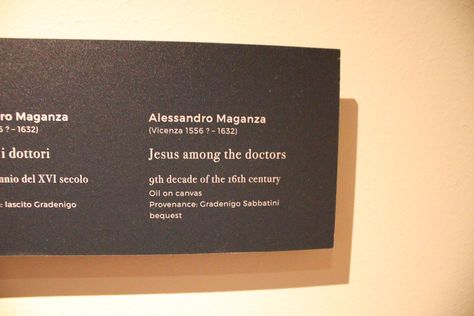 ro Maganza
6 ? – 1632)
i dottori
nnio del XVI secolo
: lascito Gradenigo
Alessandro Maganza
(Vicenza 1556 ? – 1632)
Jesus among the doctors
9th decade of the 16th century
Oil on canvas
Provenance: Gradenigo Sabbatini
bequest